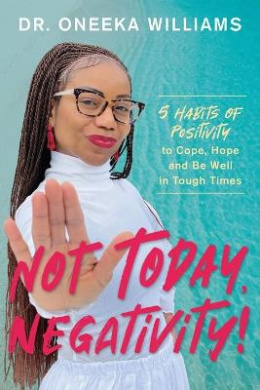 DR. ONEEKA WILLIAMS
5 HABITS OF
POSITIVITY
to Cope, Hope
and Be Well
in Tough Times
NOT TODAY,
NEGATIVITY!